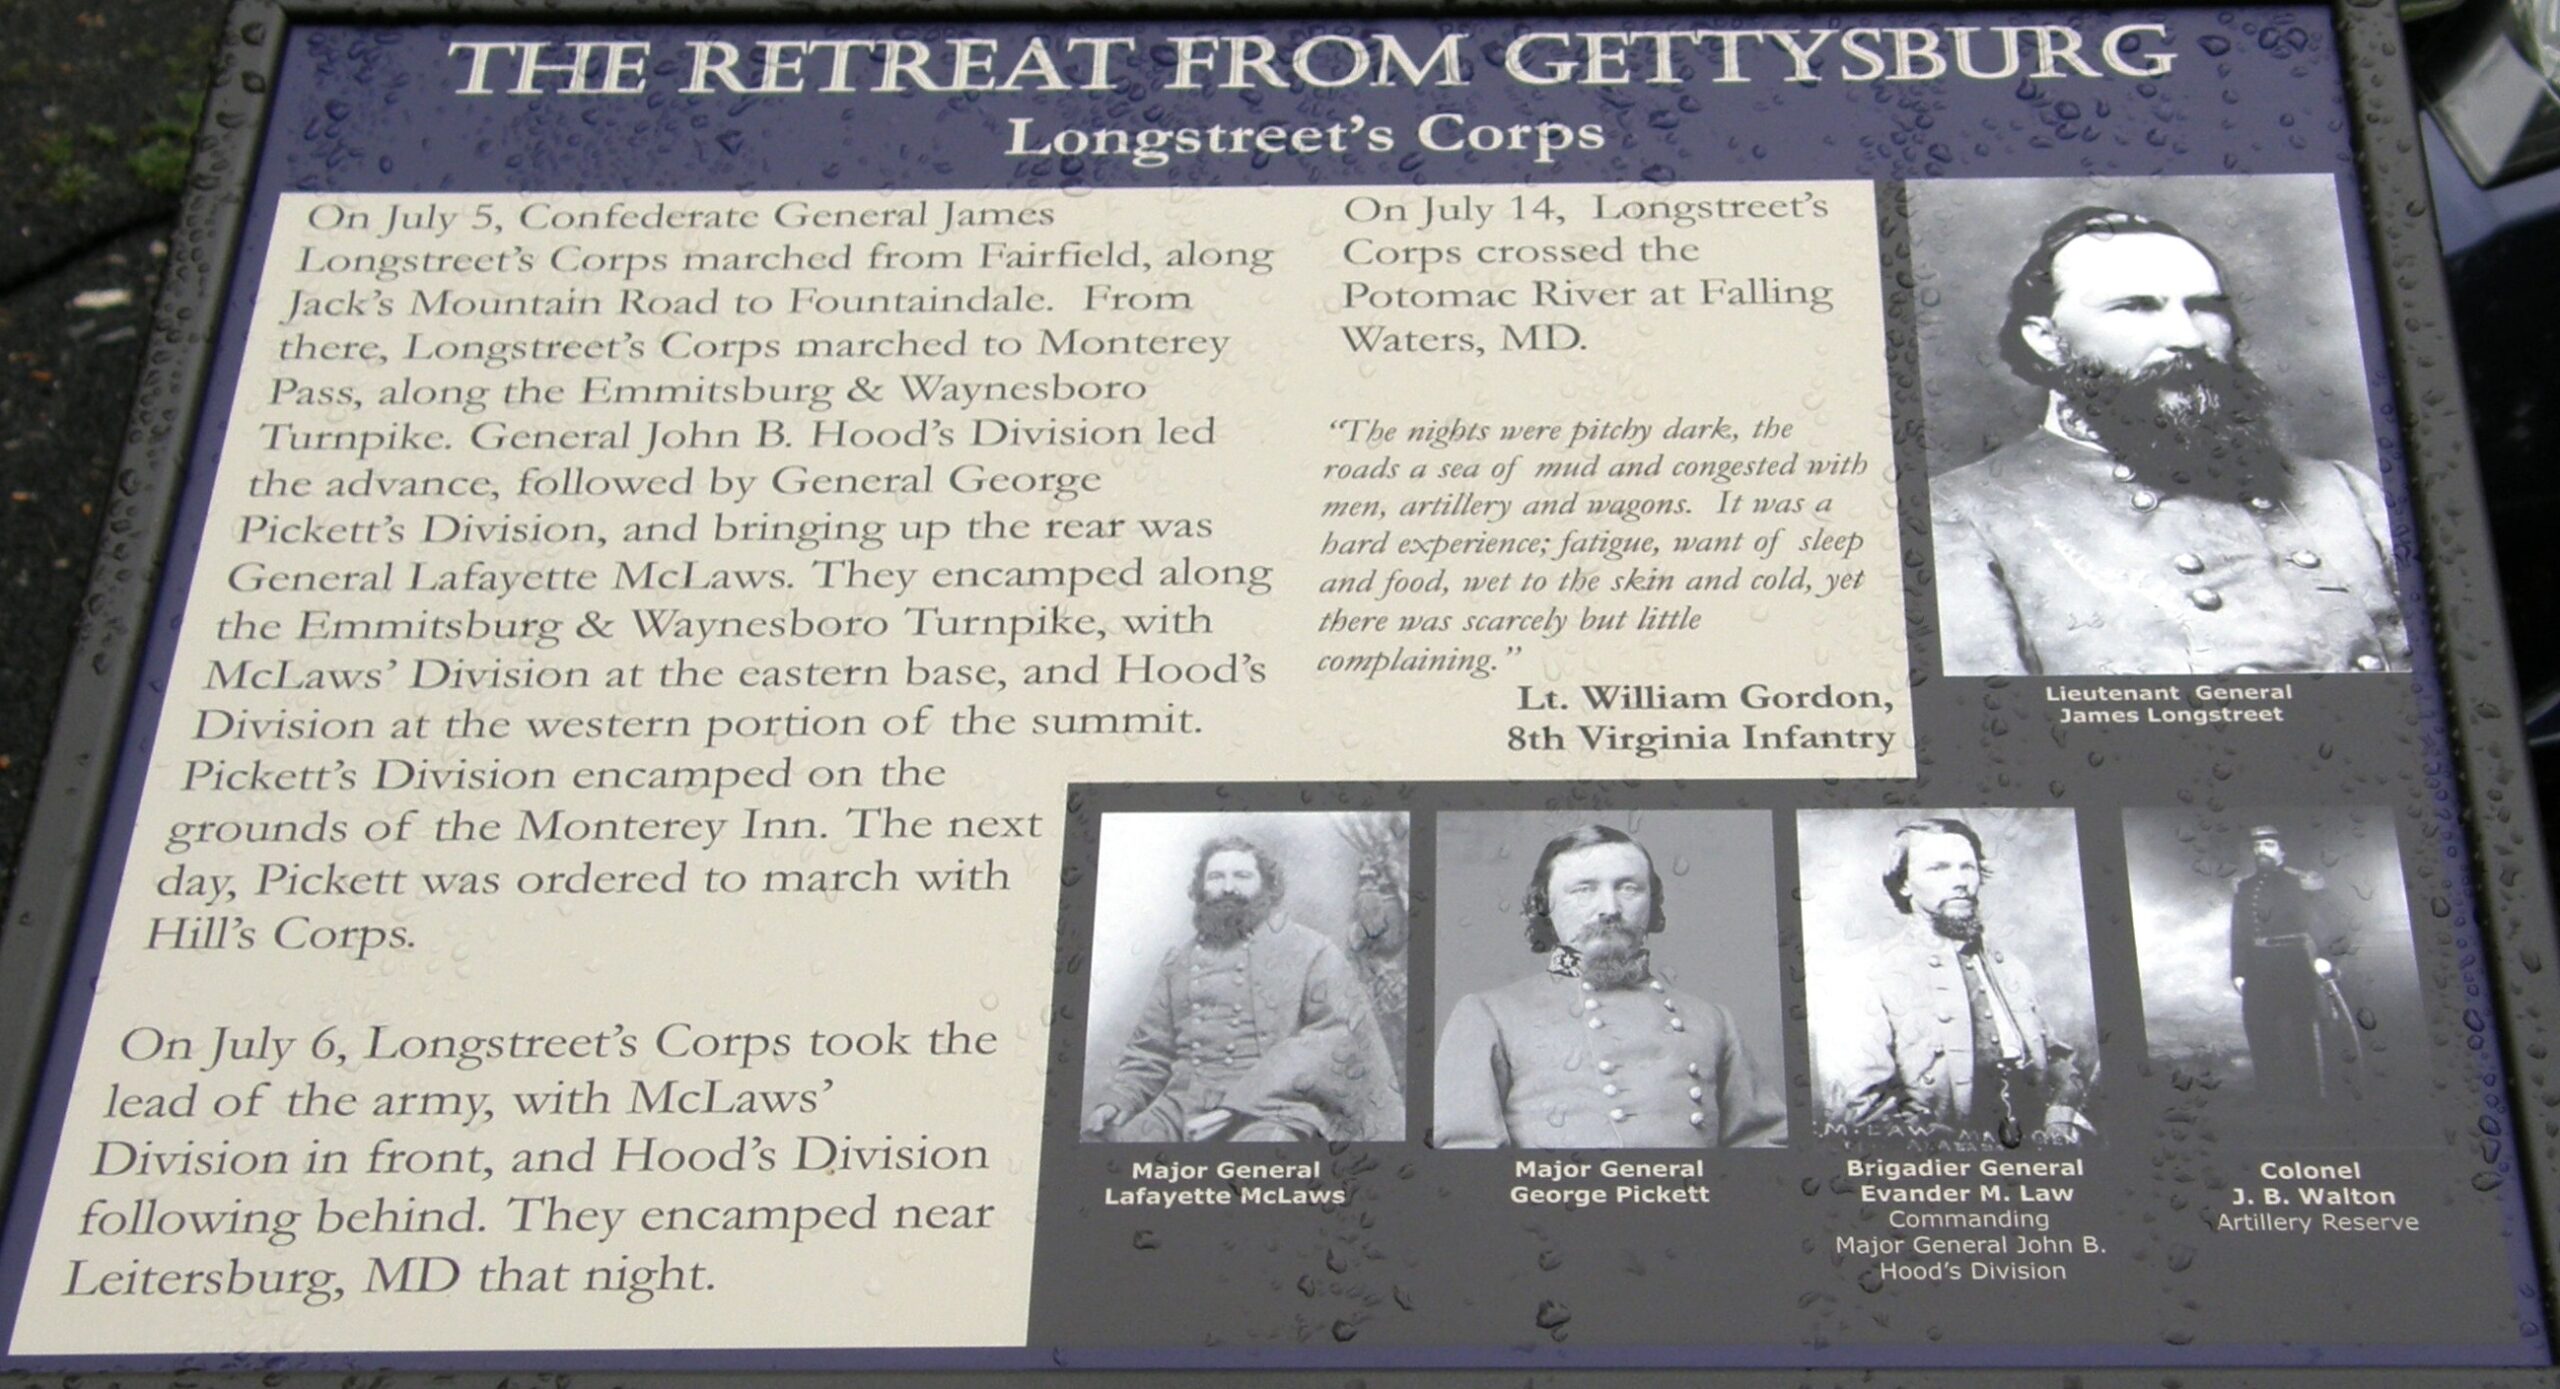 THE RETREAT FROM GETTYSBURG
Longstreet's Corps
On July 5, Confederate General James
Longstreet's Corps marched from Fairfield, along
Jack's Mountain Road to Fountaindale. From
there, Longstreet's Corps marched to Monterey
Pass, along the Emmitsburg & Waynesboro
Turnpike. General John B. Hood's Division led
the advance, followed by General George
Pickett's Division, and bringing up the rear was
General Lafayette McLaws. They encamped along
the Emmitsburg & Waynesboro Turnpike, with
McLaws' Division at the eastern base, and Hood's
Division at the western portion of the summit.
Pickett's Division encamped on the
grounds of the Monterey Inn. The next
day, Pickett was ordered to march with
Hill's Corps.
On July 6, Longstreet's Corps took the
lead of the army, with McLaws'
Division in front, and Hood's Division
following behind. They encamped near
Leitersburg, MD that night.
On July 14, Longstreet's
Corps crossed the
Potomac River at Falling
Waters, MD.
"The nights were pitchy dark, the
roads a sea of mud and congested with
men, artillery and wagons. It was a
hard experience; fatigue, want of sleep
and food, wet to the skin and cold, yet
there was scarcely but little
complaining."
Lt. William Gordon,
8th Virginia Infantry
Lieutenant General
James Longstreet
Major General
Lafayette McLaws
Major General
George Pickett
Brigadier General
Evander M. Law
Commanding
Major General John B.
Hood's Division
Colonel
J. B. Walton
Artillery Reserve